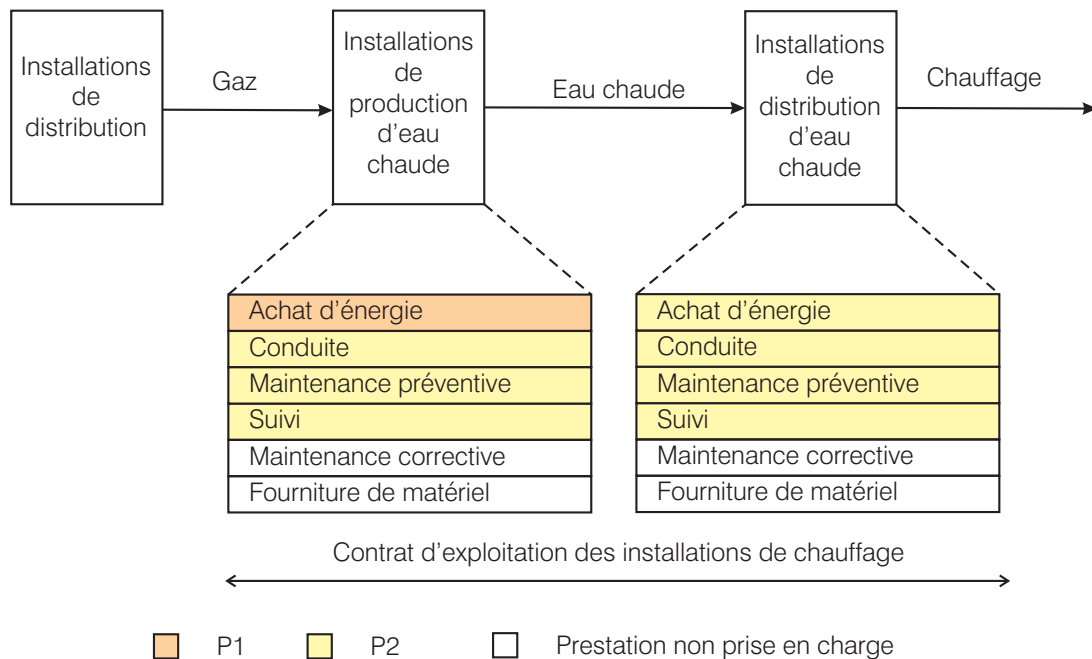 Installations
de
distribution
Gaz
Installations
de
production
d'eau
chaude
Eau chaude
Installations
de
distribution
d'eau
chaude
Chauffage
Achat d'énergie
Conduite
Maintenance préventive
Suivi
Maintenance corrective
Fourniture de matériel
Achat d'énergie
Conduite
Maintenance préventive
Suivi
Maintenance corrective
Fourniture de matériel
Contrat d'exploitation des installations de chauffage
P1
P2
Prestation non prise en charge